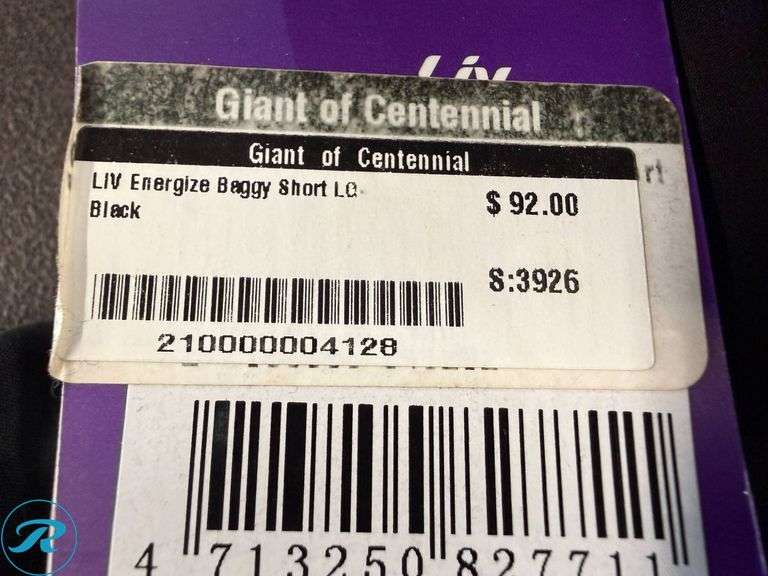 Liv
Giant of Centennial
Giant of Centennial
LIV Energize Baggy Short LG
Black
$ 92.00
S:3926
210000004128
4 713250 827711